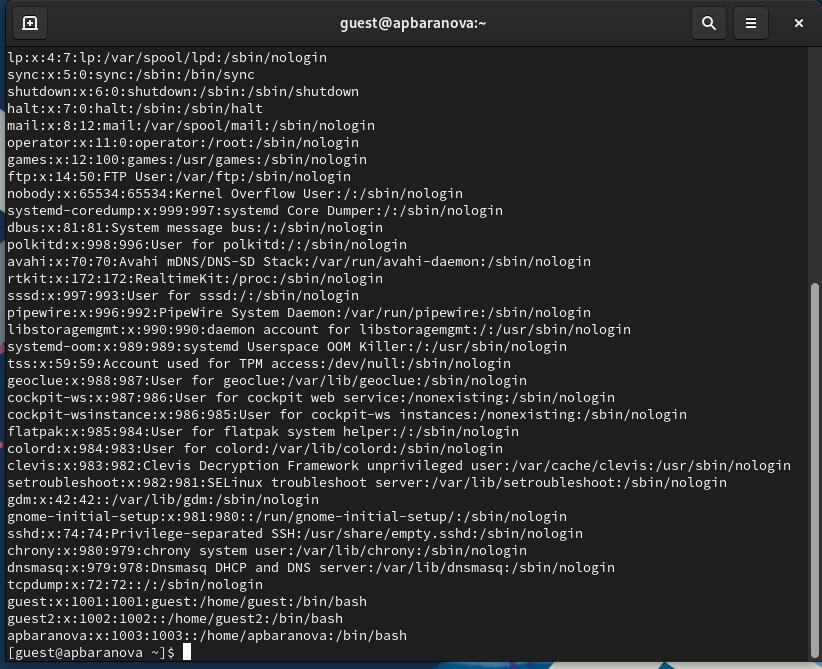 guest@apbaranova:~
lp:x:4:7:lp:/var/spool/lpd:/sbin/nologin
sync:x:5:0:sync:/sbin:/bin/sync
shutdown:x:6:0:shutdown:/sbin:/sbin/shutdown
halt:x:7:0:halt:/sbin:/sbin/halt
mail:x:8:12:mail:/var/spool/mail:/sbin/nologin
operator:x:11:0:operator:/root:/sbin/nologin
games:x:12:100:games:/usr/games:/sbin/nologin
ftp:x:14:50:FTP User:/var/ftp:/sbin/nologin
nobody:x:65534:65534:Kernel Overflow User:/:/sbin/nologin
systemd-coredump:x:999:997:systemd Core Dumper:/:/sbin/nologin
dbus:x:81:81:System message bus:/:/sbin/nologin
polkitd:x:998:996:User for polkitd:/:/sbin/nologin
avahi:x:70:70:Avahi mDNS/DNS-SD Stack:/var/run/avahi-daemon:/sbin/nologin
rtkit:x:172:172:RealtimeKit:/proc:/sbin/nologin
sssd:x:997:993:User for sssd:/:/sbin/nologin
pipewire:x:996:992:PipeWire System Daemon:/var/run/pipewire:/sbin/nologin
libstoragemgmt:x:990:990:daemon account for libstoragemgmt:/:/usr/sbin/nologin
systemd-oom:x:989:989:systemd Userspace OOM Killer:/:/usr/sbin/nologin
tss:x:59:59:Account used for TPM access:/dev/null:/sbin/nologin
geoclue:x:988:987:User for geoclue:/var/lib/geoclue:/sbin/nologin
cockpit-ws:x:987:986:User for cockpit web service:/nonexisting:/sbin/nologin
cockpit-wsinstance:x:986:985:User for cockpit-ws instances:/nonexisting:/sbin/nologin
flatpak:x:985:984:User for flatpak system helper:/:/sbin/nologin
colord:x:984:983:User for colord:/var/lib/colord:/sbin/nologin
clevis:x:983:982:Clevis Decryption Framework unprivileged user:/var/cache/clevis:/usr/sbin/nologin
setroubleshoot:x:982:981:SELinux troubleshoot server:/var/lib/setroubleshoot:/sbin/nologin
gdm:x:42:42::/var/lib/gdm:/sbin/nologin
gnome-initial-setup:x:981:980::/run/gnome-initial-setup/:/sbin/nologin
sshd:x:74:74:Privilege-separated SSH:/usr/share/empty.sshd:/sbin/nologin
chrony:x:980:979:chrony system user:/var/lib/chrony:/sbin/nologin
dnsmasq:x:979:978:Dnsmasq DHCP and DNS server:/var/lib/dnsmasq:/sbin/nologin
tcpdump:x:72:72::/:/sbin/nologin
guest:x:1001:1001:guest:/home/guest:/bin/bash
guest2:x:1002:1002::/home/guest2:/bin/bash
apbaranova:x:1003:1003::/home/apbaranova:/bin/bash
[guest@apbaranova ~]$